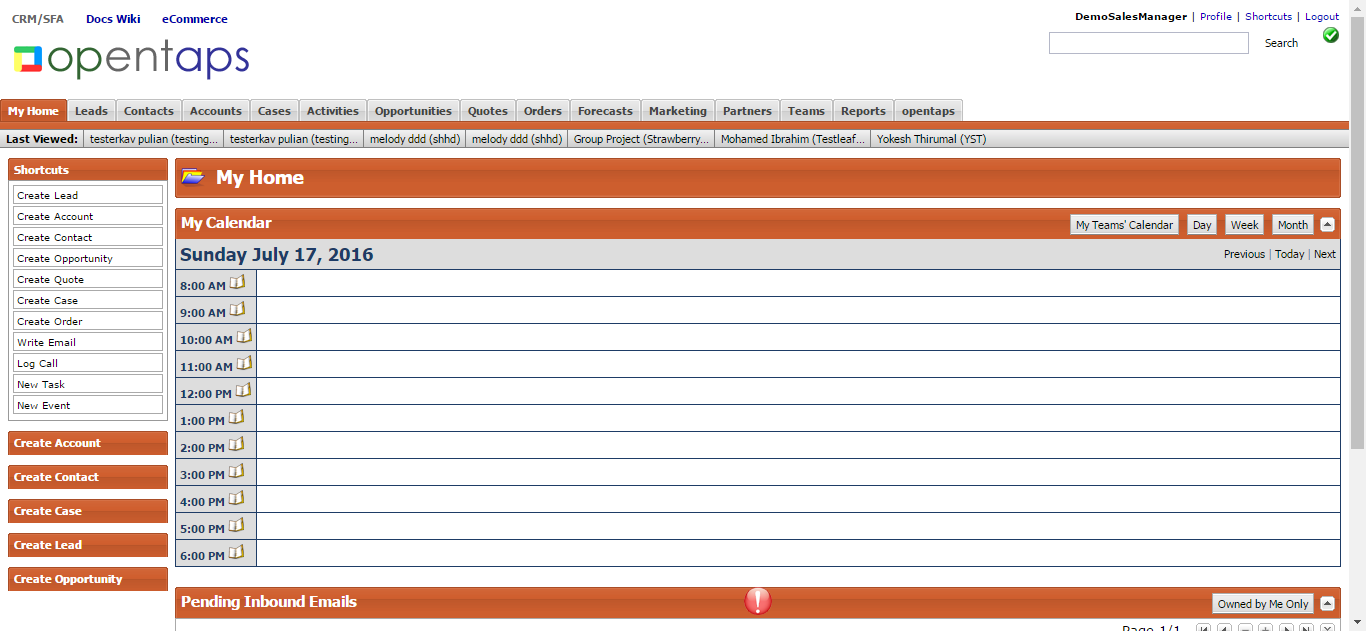 CRM/SFA Docs Wiki eCommerce
DemoSalesManager | Profile | Shortcuts | Logout
opentaps
Search
My Home Leads Contacts Accounts Cases Activities Opportunities Quotes Orders Forecasts Marketing Partners Teams Reports opentaps
Last Viewed: testerkav pulian (testing... testerkav pulian (testing... melody ddd (shhd) melody ddd (shhd) Group Project (Strawberry... Mohamed Ibrahim (Testleaf... Yokesh Thirumal (YST)
Shortcuts
Create Lead
Create Account
Create Contact
Create Opportunity
Create Quote
Create Case
Create Order
Write Email
Log Call
New Task
New Event
Create Account
Create Contact
Create Case
Create Lead
Create Opportunity
My Home
My Calendar My Teams' Calendar Day Week Month
Sunday July 17, 2016 Previous | Today | Next
8:00 AM
9:00 AM
10:00 AM
11:00 AM
12:00 PM
1:00 PM
2:00 PM
3:00 PM
4:00 PM
5:00 PM
6:00 PM
Pending Inbound Emails Owned by Me Only
Page 1/1